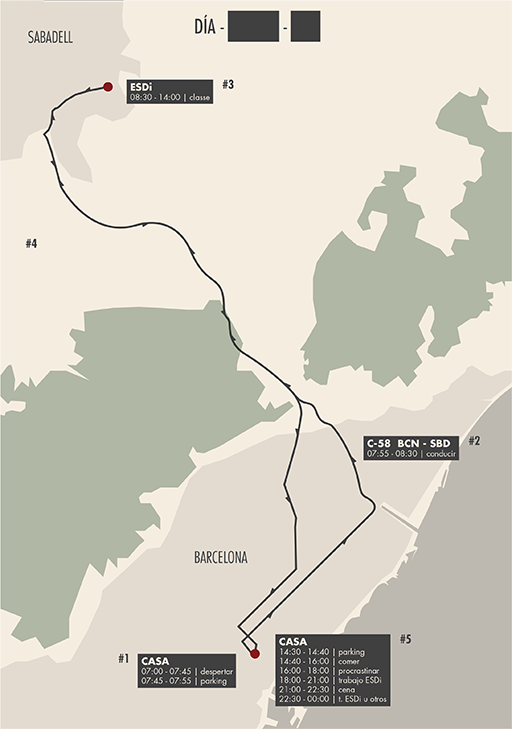 DÍA - -
SABADELL
ESDi
08:30 - 14:00 | classe
#3
#4
C-58 BCN - SBD
07:55 - 08:30 | conducir
#2
BARCELONA
#1
CASA
07:00 - 07:45 | despertar
07:45 - 07:55 | parking
CASA
14:30 - 14:40 | parking
14:40 - 16:00 | comer
16:00 - 18:00 | procrastinar
18:00 - 21:00 | trabajo ESDi
21:00 - 22:30 | cena
22:30 - 00:00 | t. ESDi u otros
#5